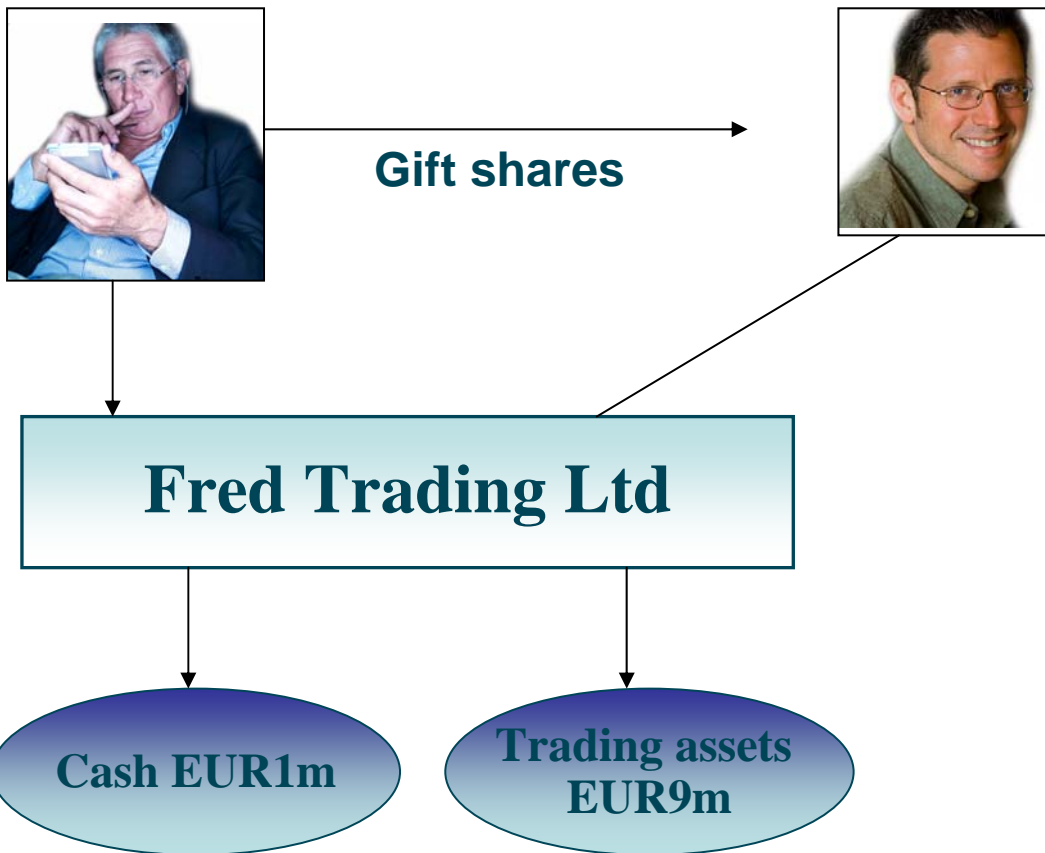 Gift shares
Fred Trading Ltd
Cash EUR1m
Trading assets
EUR9m